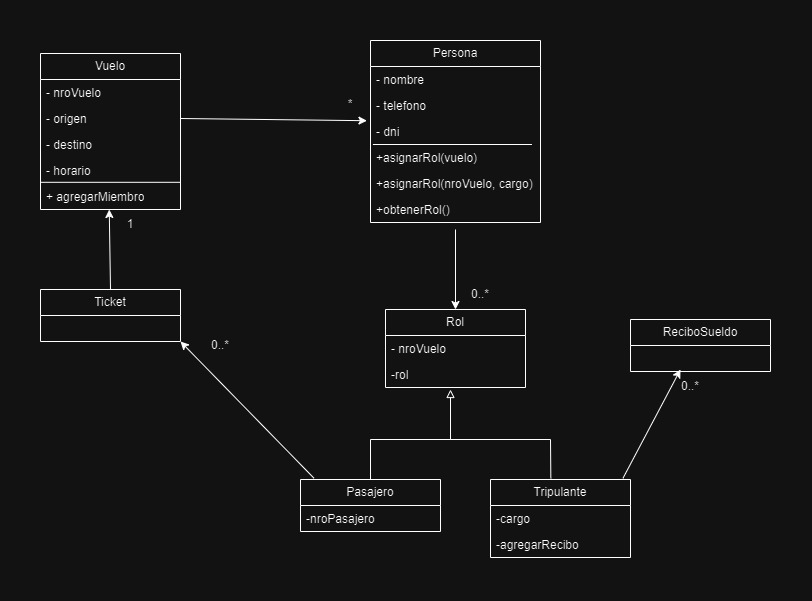 Vuelo
- nroVuelo
- origen
- destino
- horario
+ agregarMiembro
*
Persona
- nombre
- telefono
- dni
+asignarRol(vuelo)
+asignarRol(nroVuelo, cargo)
+obtenerRol()
1
0..*
Ticket
0..*
Rol
- nroVuelo
-rol
ReciboSueldo
0..*
Pasajero
-nroPasajero
Tripulante
-cargo
-agregarRecibo